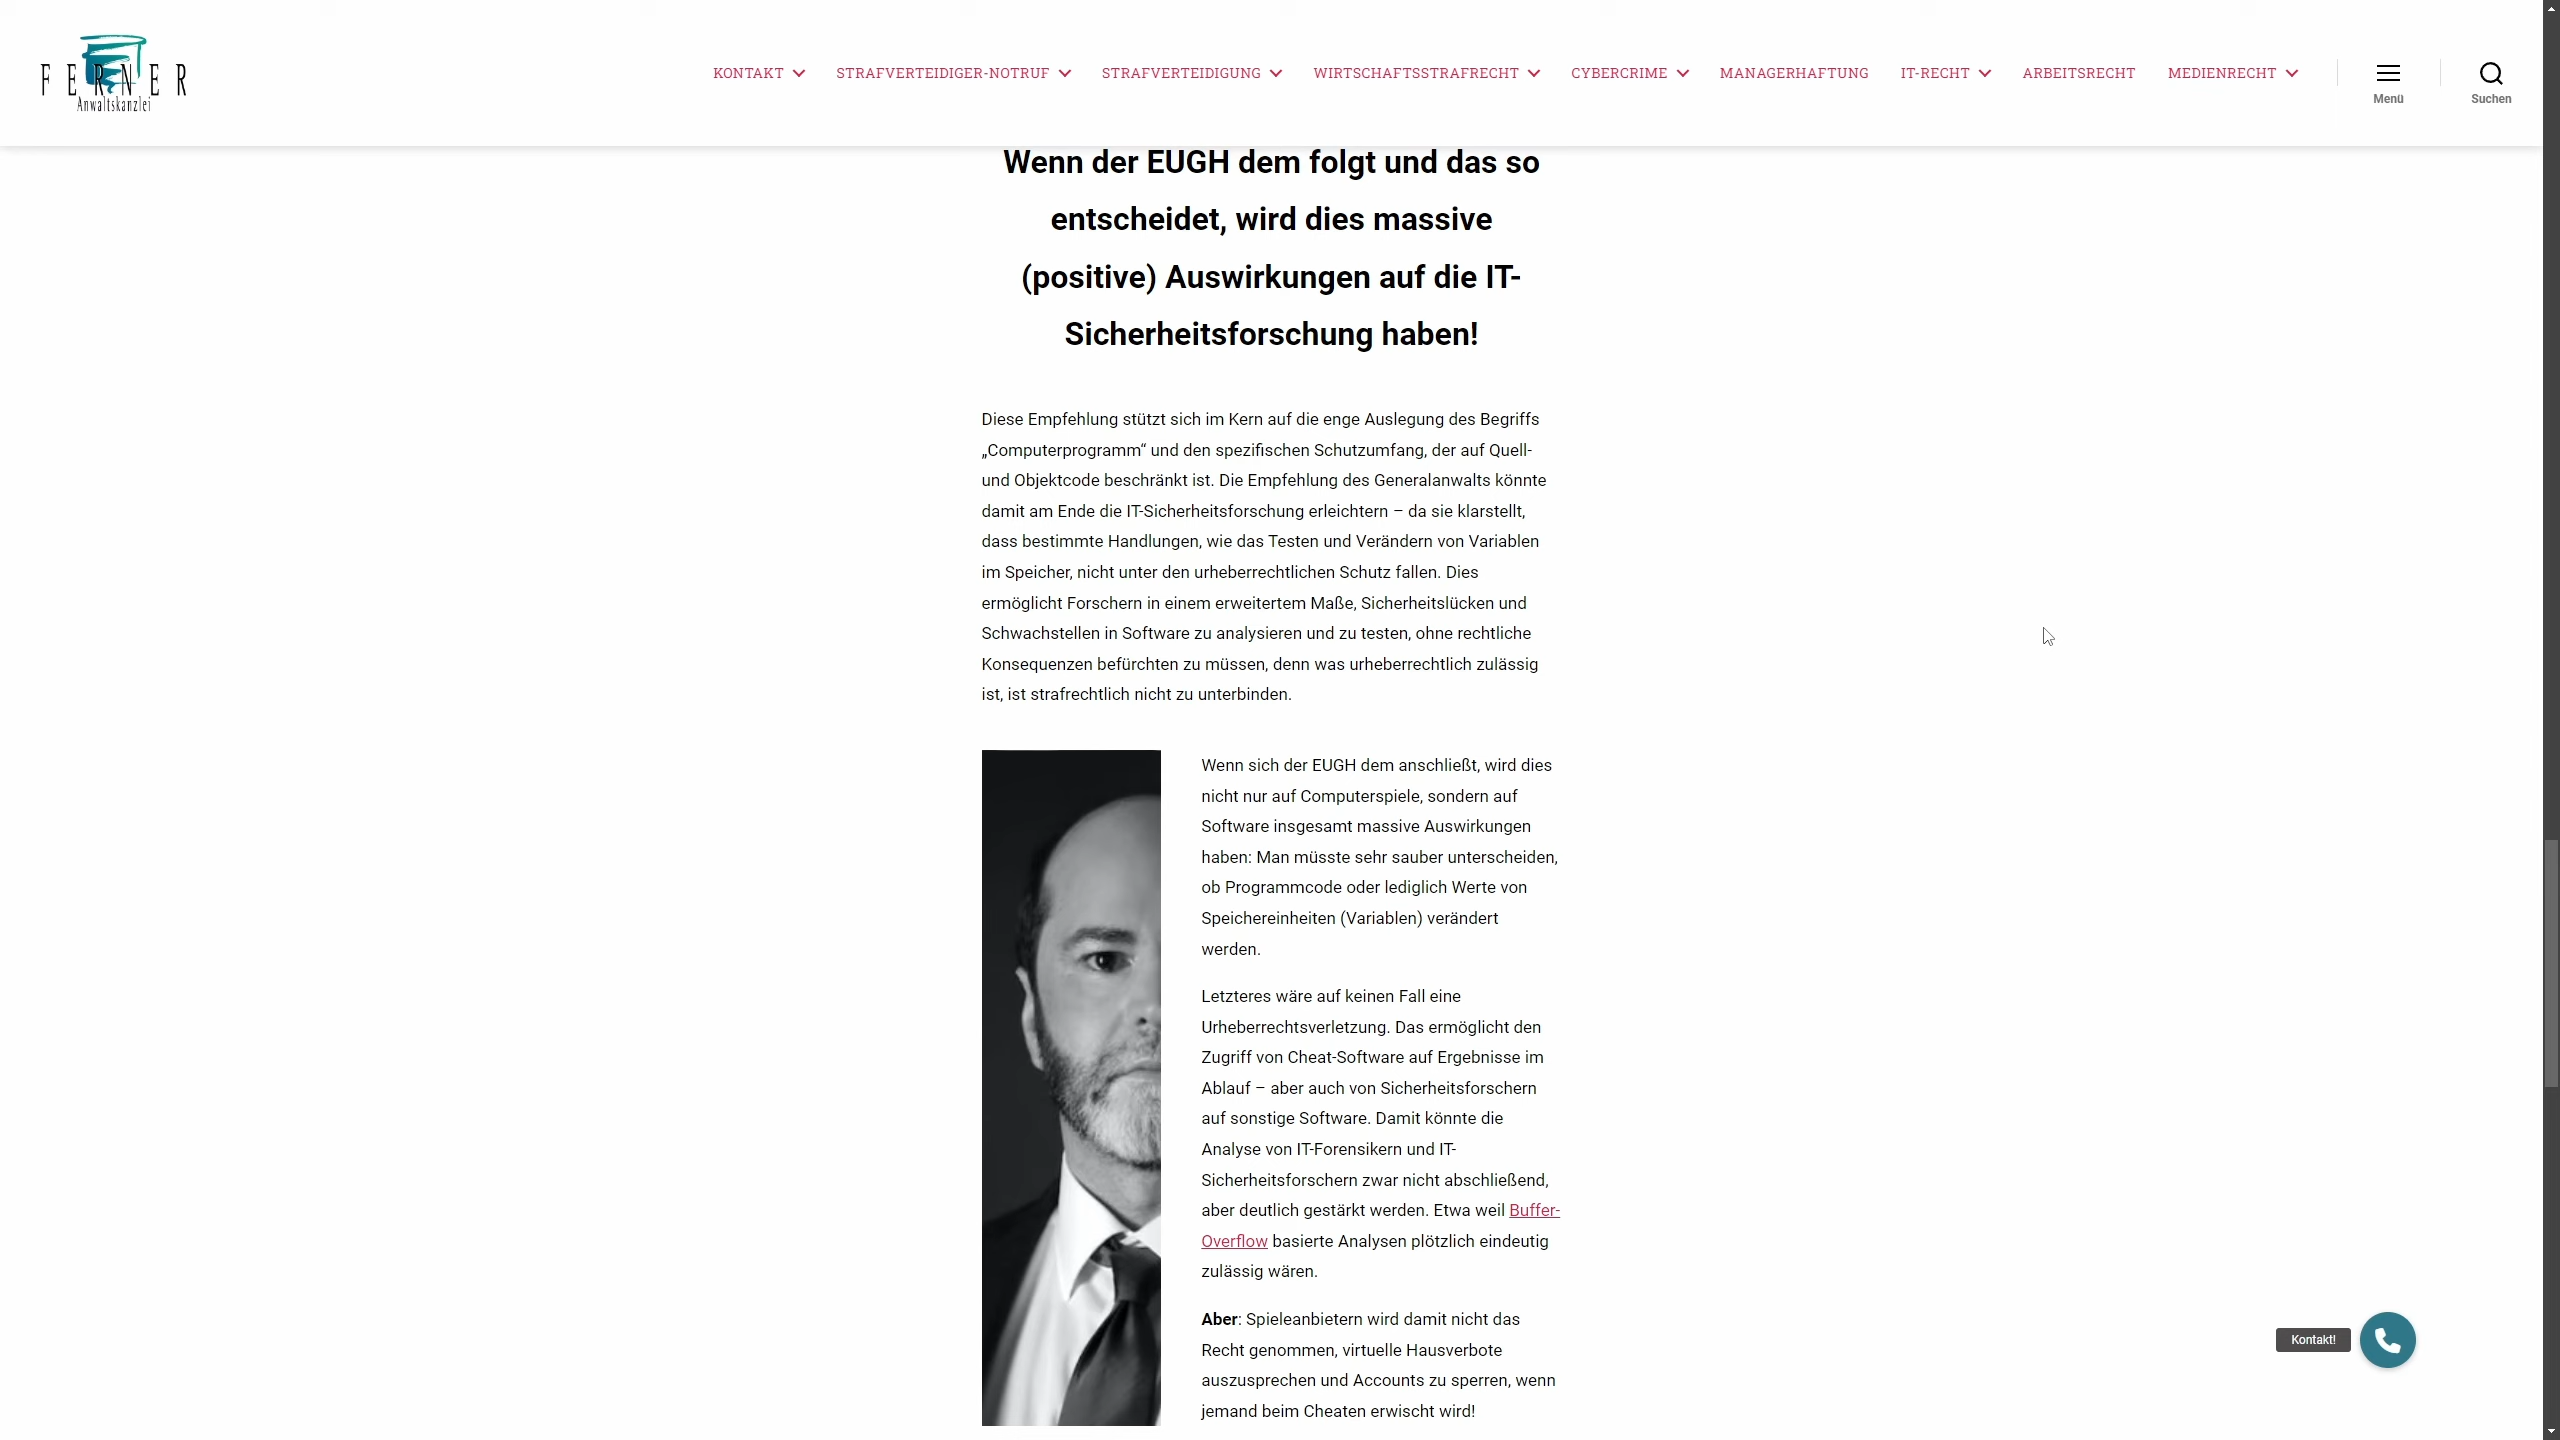 FERNER
Anwaltskanzlei
KONTAKT
STRAFVERTEIDIGER-NOTRUF
STRAFVERTEIDIGUNG
WIRTSCHAFTSSTRAFRECHT
CYBERCRIME
MANAGERHAFTUNG
IT-RECHT
ARBEITSRECHT
MEDIENRECHT
Menü
Suchen
Wenn der EUGH dem folgt und das so
entscheidet, wird dies massive
(positive) Auswirkungen auf die IT-
Sicherheitsforschung haben!
Diese Empfehlung stützt sich im Kern auf die enge Auslegung des Begriffs
„Computerprogramm“ und den spezifischen Schutzumfang, der auf Quell-
und Objektcode beschränkt ist. Die Empfehlung des Generalanwalts könnte
damit am Ende die IT-Sicherheitsforschung erleichtern – da sie klarstellt,
dass bestimmte Handlungen, wie das Testen und Verändern von Variablen
im Speicher, nicht unter den urheberrechtlichen Schutz fallen. Dies
ermöglicht Forschern in einem erweitertem Maße, Sicherheitslücken und
Schwachstellen in Software zu analysieren und zu testen, ohne rechtliche
Konsequenzen befürchten zu müssen, denn was urheberrechtlich zulässig
ist, ist strafrechtlich nicht zu unterbinden.
Wenn sich der EUGH dem anschließt, wird dies
nicht nur auf Computerspiele, sondern auf
Software insgesamt massive Auswirkungen
haben: Man müsste sehr sauber unterscheiden,
ob Programmcode oder lediglich Werte von
Speichereinheiten (Variablen) verändert
werden.
Letzteres wäre auf keinen Fall eine
Urheberrechtsverletzung. Das ermöglicht den
Zugriff von Cheat-Software auf Ergebnisse im
Ablauf – aber auch von Sicherheitsforschern
auf sonstige Software. Damit könnte die
Analyse von IT-Forensikern und IT-
Sicherheitsforschern zwar nicht abschließend,
aber deutlich gestärkt werden. Etwa weil Buffer-
Overflow basierte Analysen plötzlich eindeutig
zulässig wären.
Aber: Spieleanbietern wird damit nicht das
Recht genommen, virtuelle Hausverbote
auszusprechen und Accounts zu sperren, wenn
jemand beim Cheaten erwischt wird!
Kontakt!